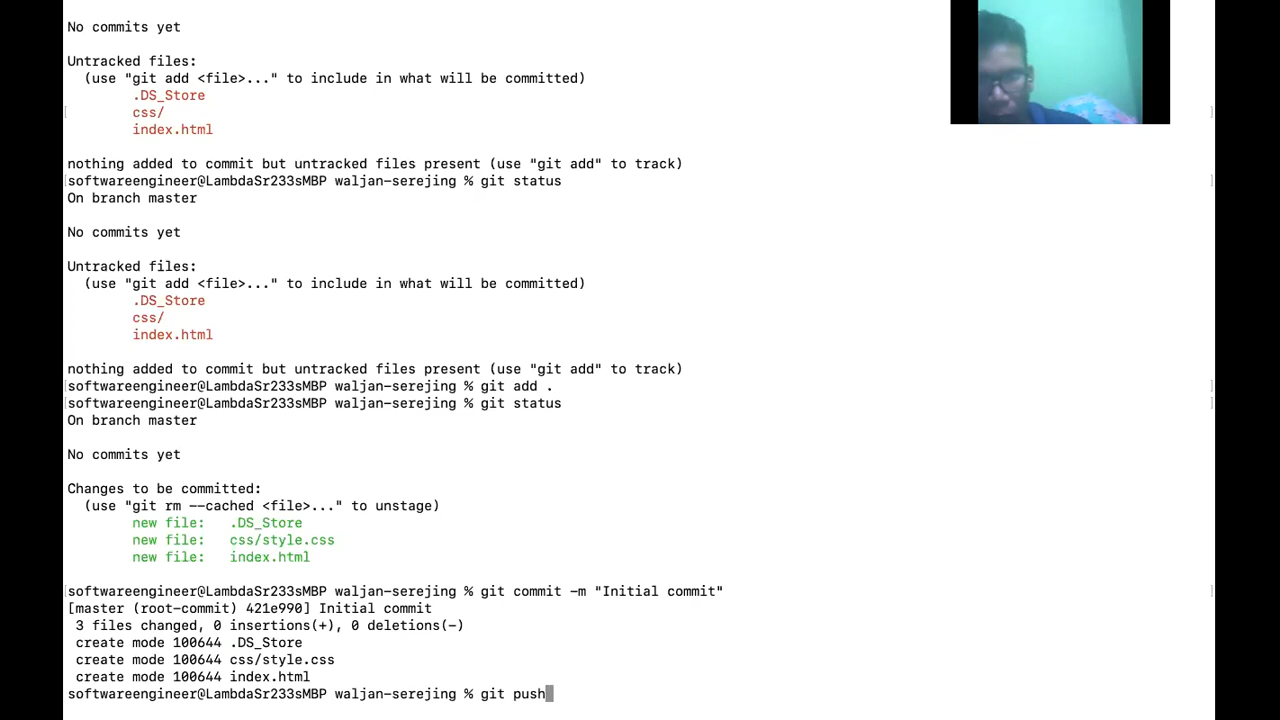 No commits yet
Untracked files:
(use "git add <file>..." to include in what will be committed)
.DS_Store
css/
index.html
nothing added to commit but untracked files present (use "git add" to track)
softwareengineer@LambdaSr233sMBP waljan-serejing % git status
On branch master
No commits yet
Untracked files:
(use "git add <file>..." to include in what will be committed)
.DS_Store
css/
index.html
nothing added to commit but untracked files present (use "git add" to track)
softwareengineer@LambdaSr233sMBP waljan-serejing % git add .
softwareengineer@LambdaSr233sMBP waljan-serejing % git status
On branch master
No commits yet
Changes to be committed:
(use "git rm --cached <file>..." to unstage)
new file:   .DS_Store
new file:   css/style.css
new file:   index.html
softwareengineer@LambdaSr233sMBP waljan-serejing % git commit -m "Initial commit"
[master (root-commit) 421e990] Initial commit
3 files changed, 0 insertions(+), 0 deletions(-)
create mode 100644 .DS_Store
create mode 100644 css/style.css
create mode 100644 index.html
softwareengineer@LambdaSr233sMBP waljan-serejing % git push